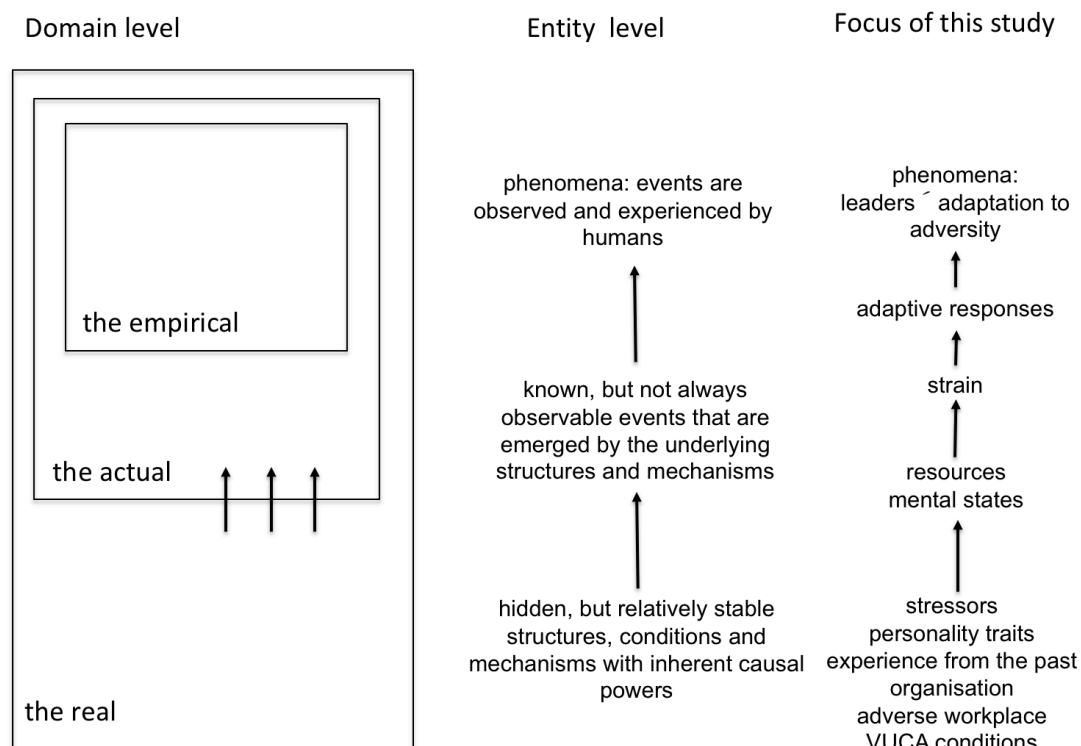 Domain level
Entity  level
Focus of this study
the empirical
the actual
the real
phenomena: events are
observed and experienced by
humans
known, but not always
observable events that are
emerged by the underlying
structures and mechanisms
hidden, but relatively stable
structures, conditions and
mechanisms with inherent causal
powers
phenomena:
leaders ´ adaptation to
adversity
adaptive responses
strain
resources
mental states
stressors
personality traits
experience from the past
organisation
adverse workplace
VUCA conditions